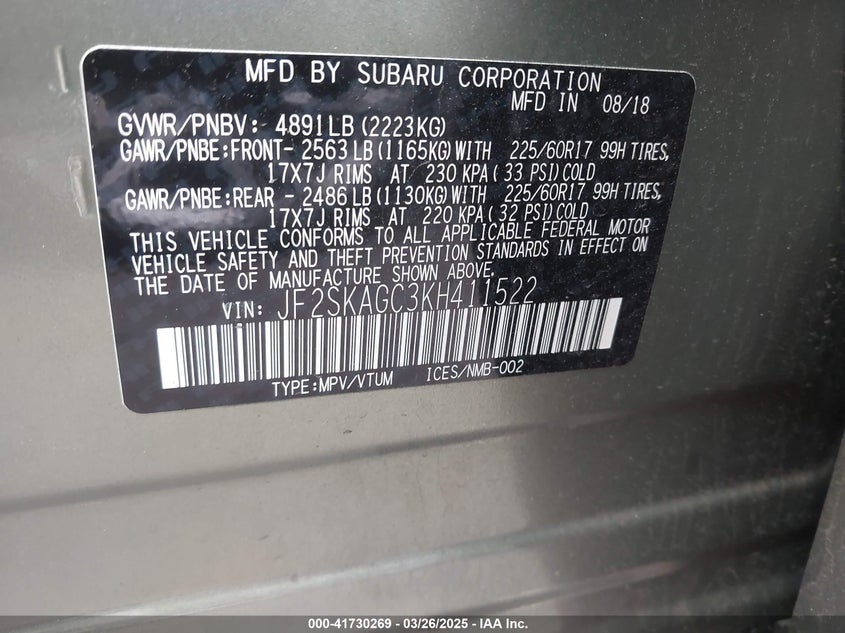 MFD BY SUBARU CORPORATION
MFD IN 08/18
GVWR/PNBV: 4891LB (2223KG)
GAWR/PNBE:FRONT- 2563 LB (1165KG) WITH 225/60R17 99H TIRES,
17X7J RIMS AT 230 KPA ( 33 PSI) COLD
GAWR/PNBE:REAR - 2486 LB (1130KG) WITH 225/60R17 99H TIRES,
17X7J RIMS AT 220 KPA ( 32 PSI) COLD
THIS VEHICLE CONFORMS TO ALL APPLICABLE FEDERAL MOTOR
VEHICLE SAFETY AND THEFT PREVENTION STANDARDS IN EFFECT ON
THE DATE OF MANUFACTURE SHOWN ABOVE.
VIN: JF2SKAGC3KH411522
TYPE:MPV/VTUM ICES/NMB-002
000-41730269 - 03/26/2025 - IAA Inc.